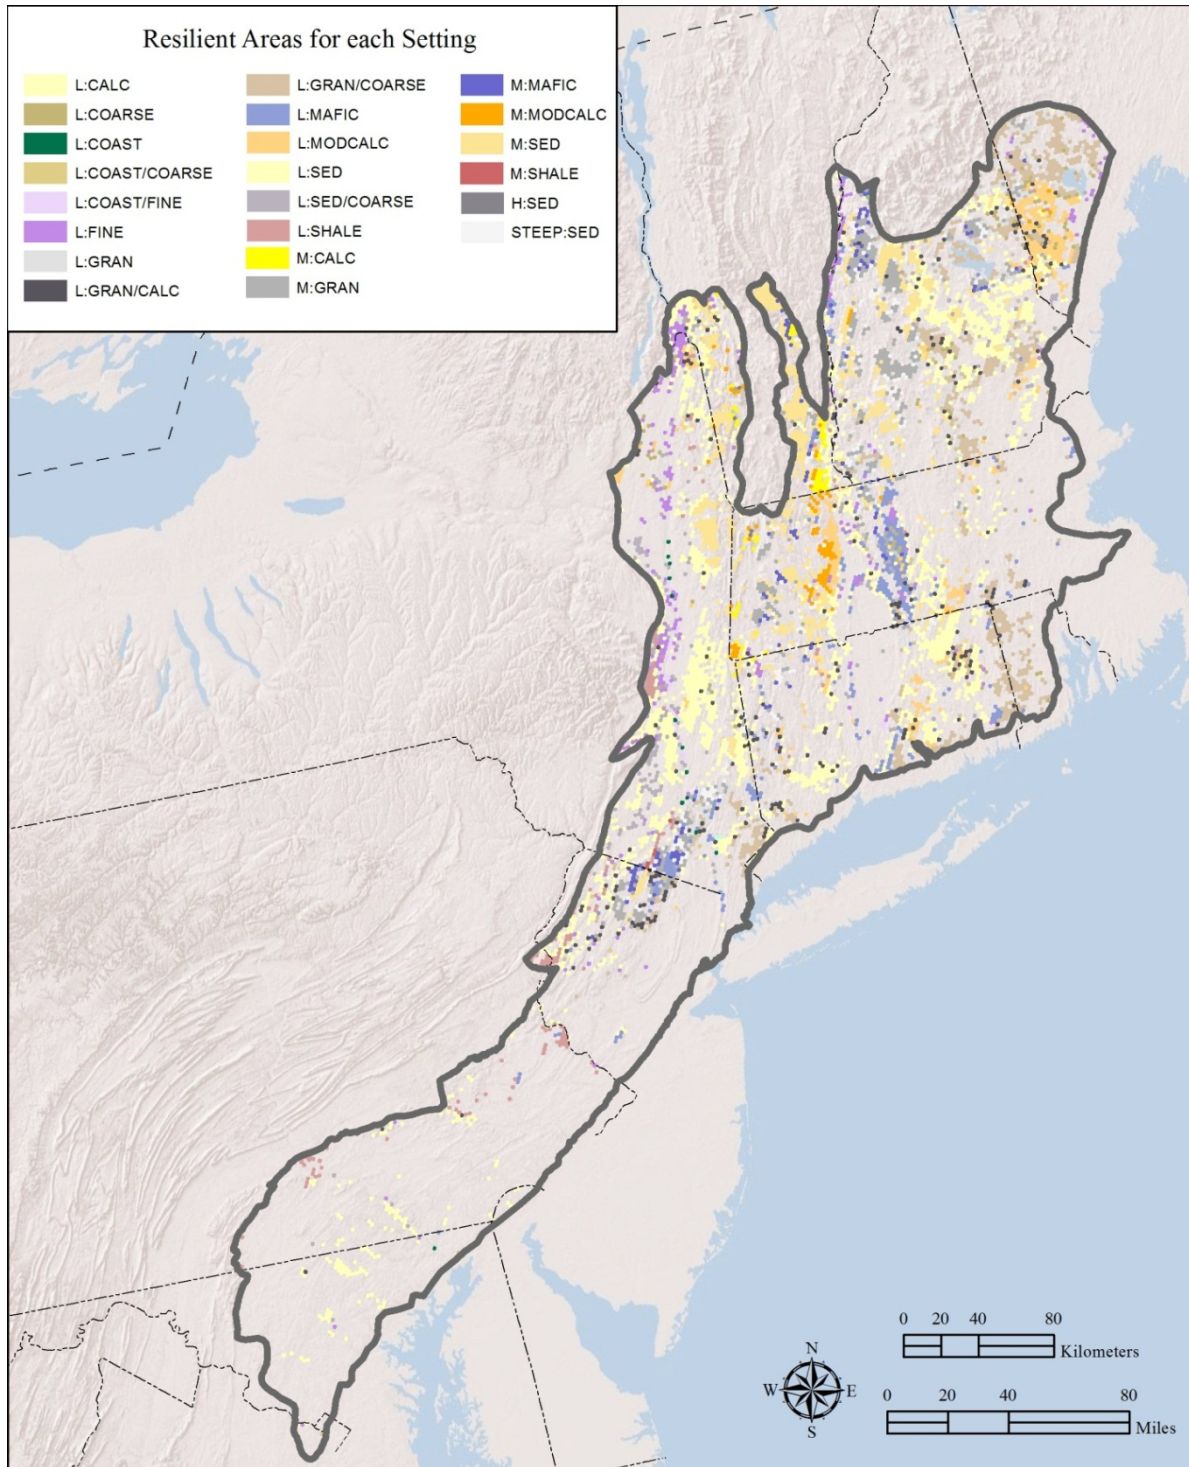 Resilient Areas for each Setting
L:CALC
L:COARSE
L:COAST
L:COAST/COARSE
L:COAST/FINE
L:FINE
L:GRAN
L:GRAN/CALC
L:GRAN/COARSE
L:MAFIC
L:MODCALC
L:SED
L:SED/COARSE
L:SHALE
M:CALC
M:GRAN
M:MAFIC
M:MODCALC
M:SED
M:SHALE
H:SED
STEEP:SED
N
W E
S
0 20 40 80
Kilometers
0 20 40 80
Miles